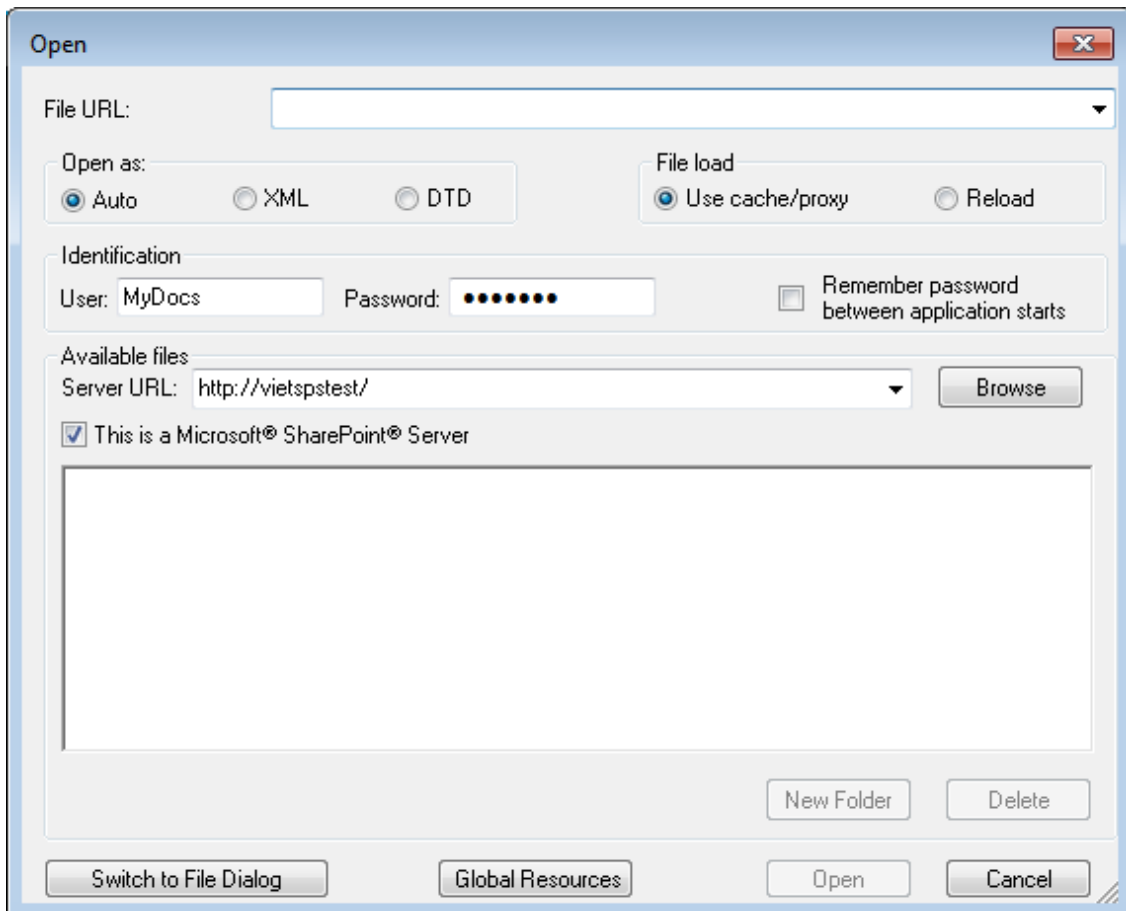 Open
File URL:
Open as:
File load
Auto
XML
DTD
Use cache/proxy
Reload
Identification
User: MyDocs
Password: ●●●●●●●
Remember password
between application starts
Available files
Server URL: http://vietspstest/
Browse
This is a Microsoft® SharePoint® Server
New Folder
Delete
Switch to File Dialog
Global Resources
Open
Cancel